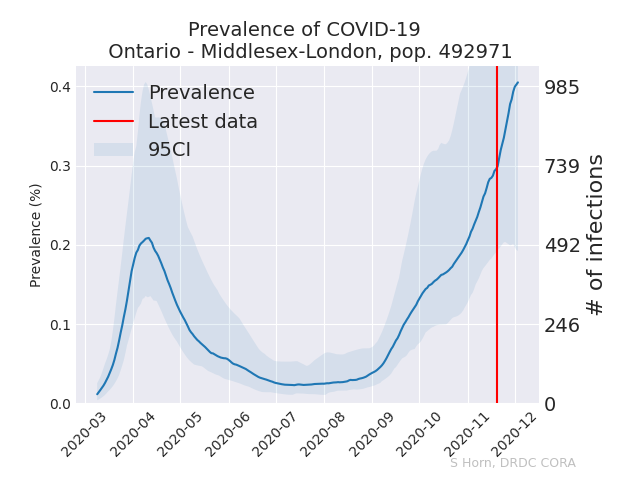 Prevalence of COVID-19
Ontario - Middlesex-London, pop. 492971
Prevalence
Latest data
95CI
Prevalence (%)
0.4
0.3
0.2
0.1
0.0
985
739
492
246
0
# of infections
2020-03
2020-04
2020-05
2020-06
2020-07
2020-08
2020-09
2020-10
2020-11
2020-12
S Horn, DRDC CORA